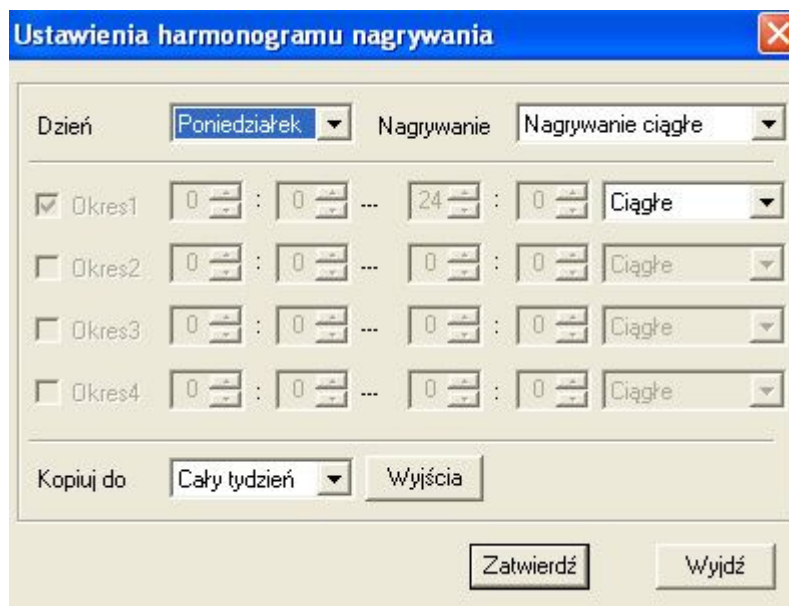 Ustawienia harmonogramu nagrywania
Dzień Poniedziałek Nagrywanie Nagrywanie ciągłe
Okres1 0 : 0 ... 24 : 0 Ciągłe
Okres2 0 : 0 ... 0 : 0 Ciągłe
Okres3 0 : 0 ... 0 : 0 Ciągłe
Okres4 0 : 0 ... 0 : 0 Ciągłe
Kopiuj do Cały tydzień Wyjścia
Zatwierdź Wyjdź